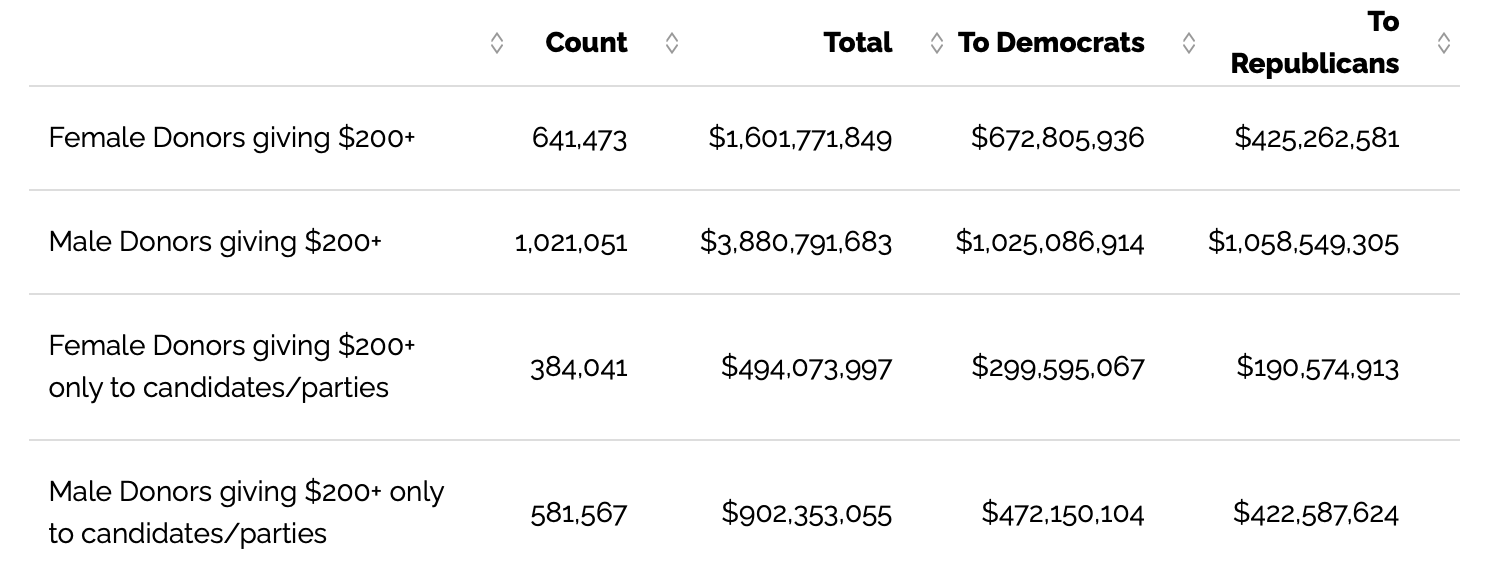 Count Total To Democrats To Republicans
Female Donors giving $200+ 641,473 $1,601,771,849 $672,805,936 $425,262,581
Male Donors giving $200+ 1,021,051 $3,880,791,683 $1,025,086,914 $1,058,549,305
Female Donors giving $200+
only to candidates/parties 384,041 $494,073,997 $299,595,067 $190,574,913
Male Donors giving $200+ only
to candidates/parties 581,567 $902,353,055 $472,150,104 $422,587,624